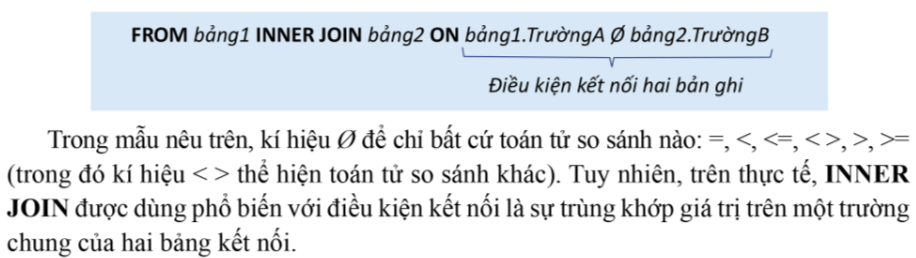 FROM bảng1 INNER JOIN bảng2 ON bảng1.TrườngA Ø bảng2.TrườngB
Điều kiện kết nối hai bản ghi
Trong mẫu nêu trên, kí hiệu Ø để chỉ bất cứ toán tử so sánh nào: =, <, <=, < >, >, >=
(trong đó kí hiệu < > thể hiện toán tử so sánh khác). Tuy nhiên, trên thực tế, INNER
JOIN được dùng phổ biến với điều kiện kết nối là sự trùng khớp giá trị trên một trường
chung của hai bảng kết nối.